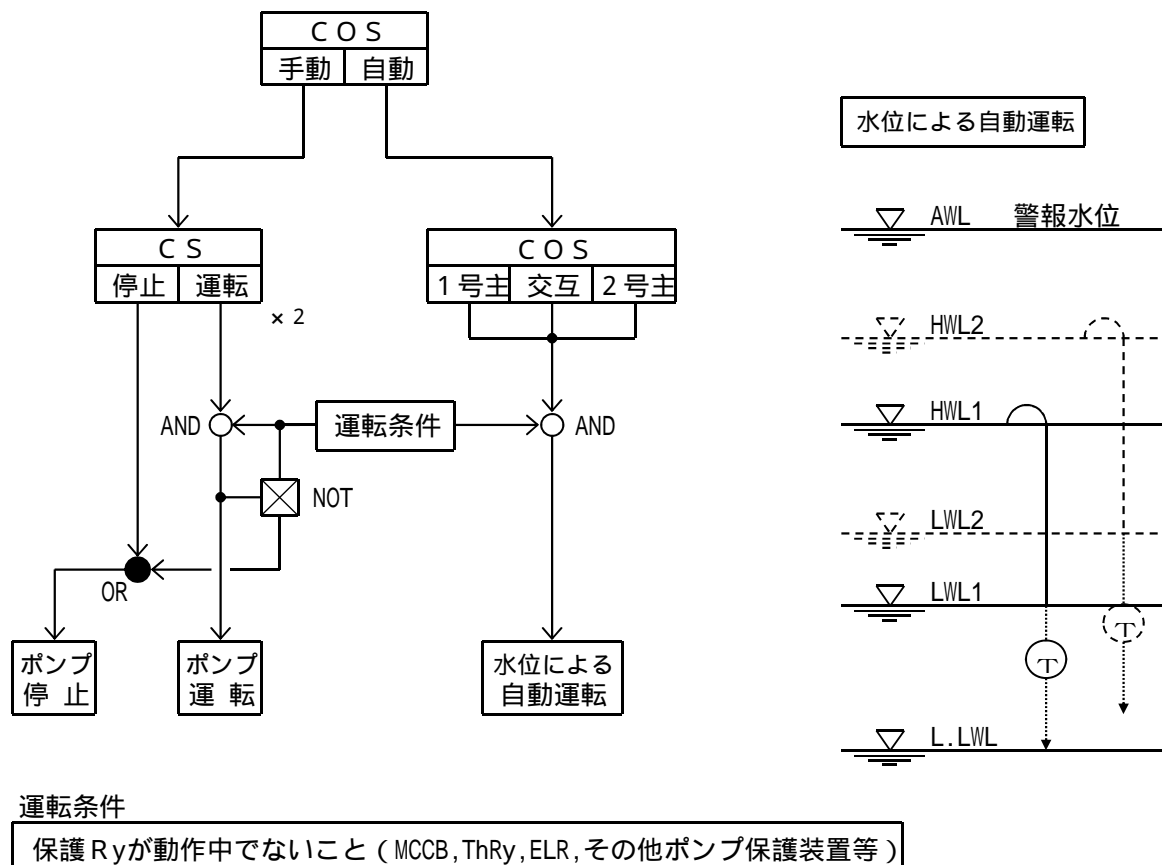 COS
手動 自動
CS
停止 運転
×2
COS
1号主 交互 2号主
AND
運転条件
AND
NOT
OR
ポンプ
停 止
ポンプ
運 転
水位による
自動運転
水位による自動運転
AWL 警報水位
HWL2
HWL1
LWL2
LWL1
T
T
L.LWL
運転条件
保護Ryが動作中でないこと(MCCB,ThRy,ELR,その他ポンプ保護装置等)